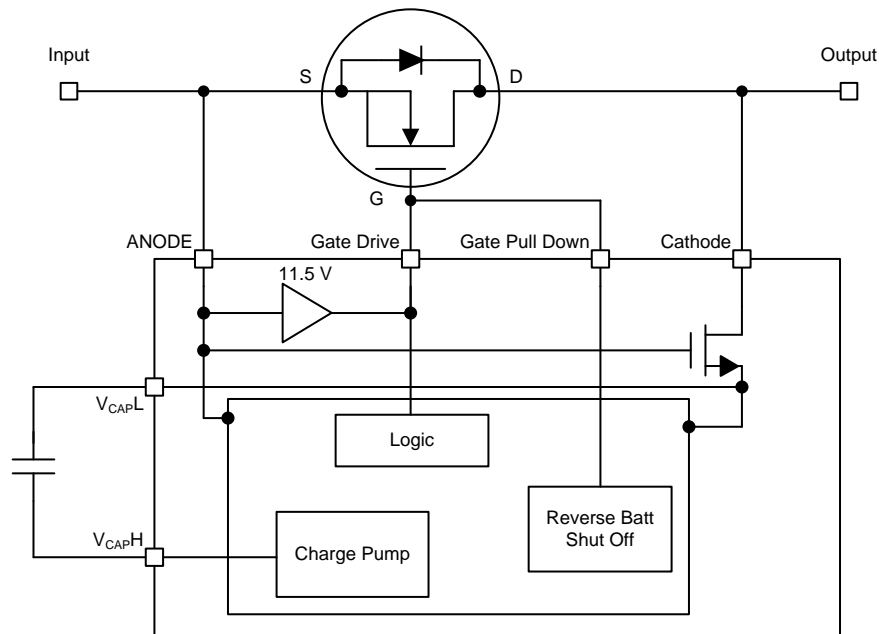 Input
Output
S
D
G
ANODE
Gate Drive
Gate Pull Down
Cathode
11.5 V
VCAPL
Logic
Reverse Batt
Shut Off
VCAPH
Charge Pump